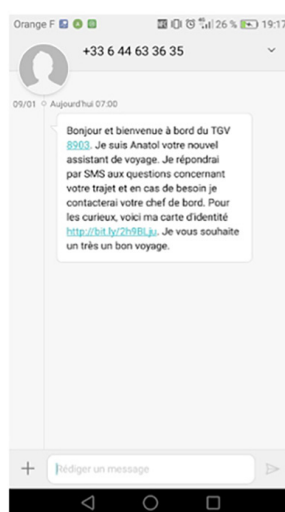 Orange F 26 % 19:17
+33 6 44 63 36 35
09/01 Aujourd'hui 07:00
Bonjour et bienvenue à bord du TGV
8903. Je suis Anatol votre nouvel
assistant de voyage. Je répondrai
par SMS aux questions concernant
votre trajet et en cas de besoin je
contacterai votre chef de bord. Pour
les curieux, voici ma carte d'identité
http://bit.ly/2h9BLju. Je vous souhaite
un très un bon voyage.
Rédiger un message